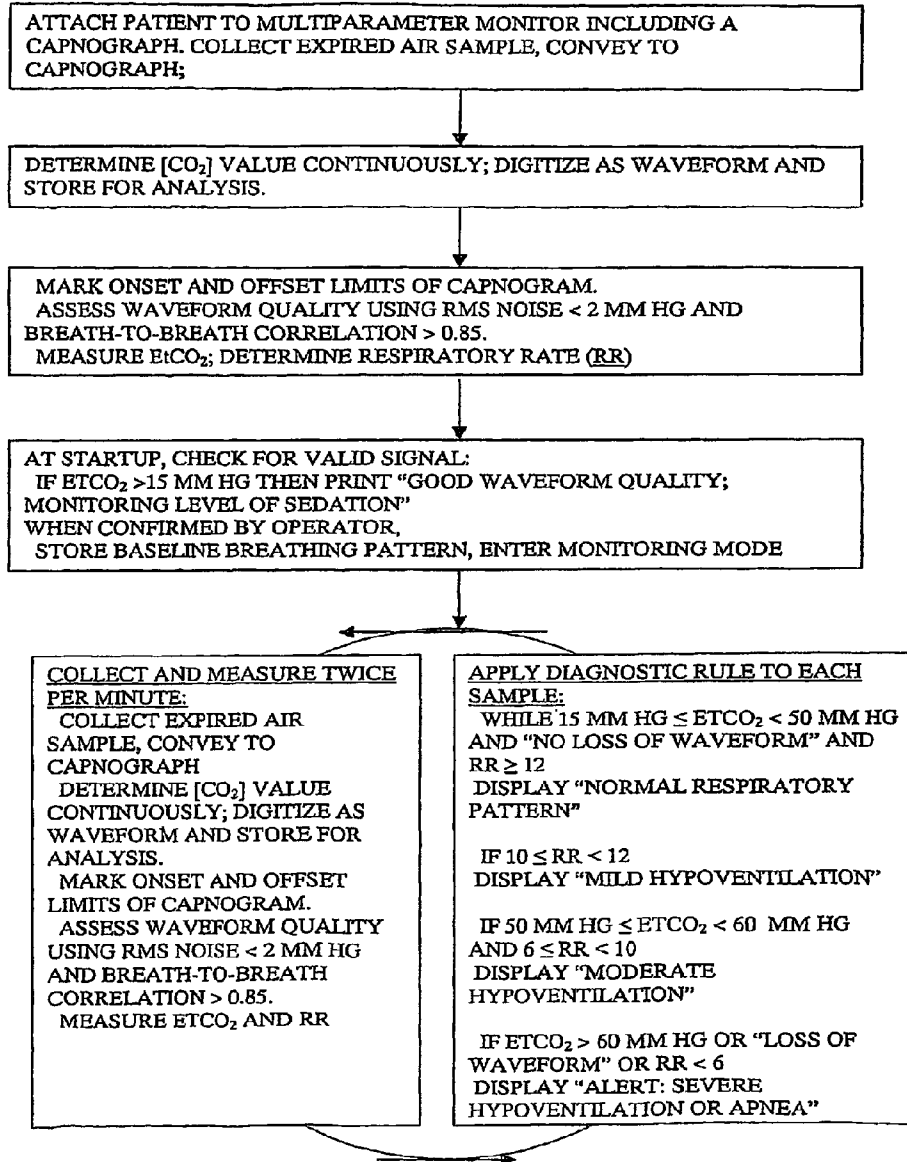 ATTACH PATIENT TO MULTIPARAMETER MONITOR INCLUDING A
CAPNOGRAPH. COLLECT EXPIRED AIR SAMPLE, CONVEY TO
CAPNOGRAPH;
DETERMINE [CO₂] VALUE CONTINUOUSLY; DIGITIZE AS WAVEFORM AND
STORE FOR ANALYSIS.
MARK ONSET AND OFFSET LIMITS OF CAPNOGRAM.
ASSESS WAVEFORM QUALITY USING RMS NOISE < 2 MM HG AND
BREATH-TO-BREATH CORRELATION > 0.85.
MEASURE EtCO₂; DETERMINE RESPIRATORY RATE (RR)
AT STARTUP, CHECK FOR VALID SIGNAL:
IF ETCO₂ >15 MM HG THEN PRINT “GOOD WAVEFORM QUALITY;
MONITORING LEVEL OF SEDATION”
WHEN CONFIRMED BY OPERATOR,
STORE BASELINE BREATHING PATTERN, ENTER MONITORING MODE
COLLECT AND MEASURE TWICE
PER MINUTE:
COLLECT EXPIRED AIR
SAMPLE, CONVEY TO
CAPNOGRAPH
DETERMINE [CO₂] VALUE
CONTINUOUSLY; DIGITIZE AS
WAVEFORM AND STORE FOR
ANALYSIS.
MARK ONSET AND OFFSET
LIMITS OF CAPNOGRAM.
ASSESS WAVEFORM QUALITY
USING RMS NOISE < 2 MM HG
AND BREATH-TO-BREATH
CORRELATION > 0.85.
MEASURE ETCO₂ AND RR
APPLY DIAGNOSTIC RULE TO EACH
SAMPLE:
WHILE 15 MM HG ≤ ETCO₂ < 50 MM HG
AND “NO LOSS OF WAVEFORM” AND
RR ≥ 12
DISPLAY “NORMAL RESPIRATORY
PATTERN”
IF 10 ≤ RR < 12
DISPLAY “MILD HYPOVENTILATION”
IF 50 MM HG ≤ ETCO₂ < 60 MM HG
AND 6 ≤ RR < 10
DISPLAY “MODERATE
HYPOVENTILATION”
IF ETCO₂ > 60 MM HG OR “LOSS OF
WAVEFORM” OR RR < 6
DISPLAY “ALERT: SEVERE
HYPOVENTILATION OR APNEA”